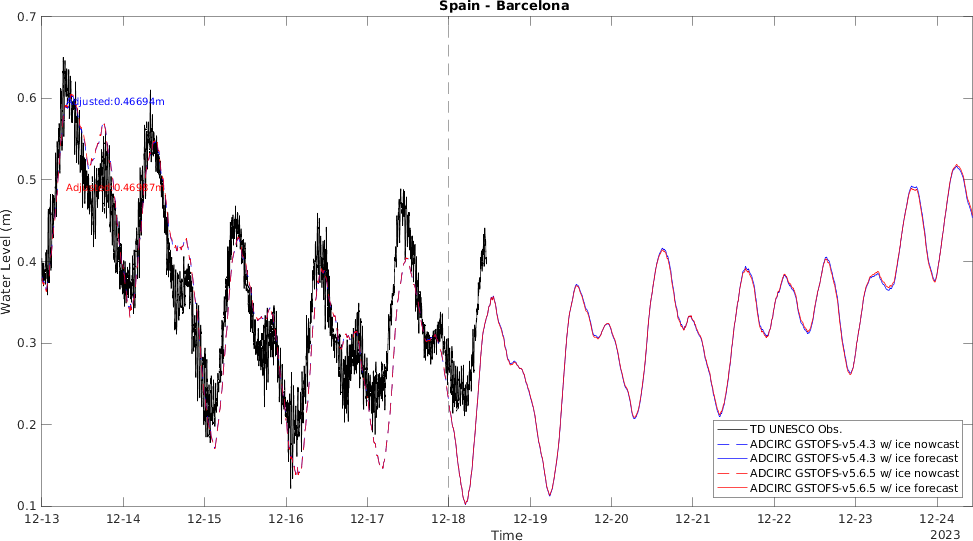 Spain - Barcelona
0.7
0.6
0.5
0.4
0.3
0.2
0.1
Water Level (m)
Adjusted:0.46694m
Adjusted:0.46937m
12-13
12-14
12-15
12-16
12-17
12-18
12-19
12-20
12-21
12-22
12-23
12-24
Time
2023
TD UNESCO Obs.
ADCIRC GSTOFS-v5.4.3 w/ ice nowcast
ADCIRC GSTOFS-v5.4.3 w/ ice forecast
ADCIRC GSTOFS-v5.6.5 w/ ice nowcast
ADCIRC GSTOFS-v5.6.5 w/ ice forecast